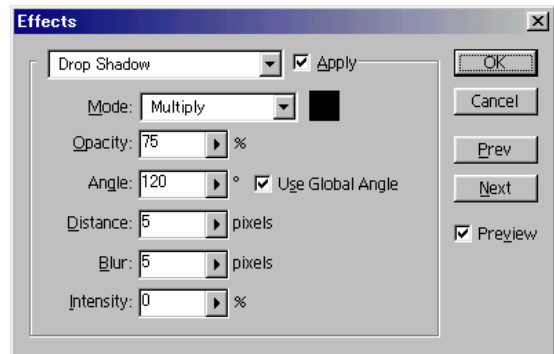 Effects
Drop Shadow Apply OK
Mode: Multiply Cancel
Opacity: 75 % Prev
Angle: 120 ° Use Global Angle Next
Distance: 5 pixels Preview
Blur: 5 pixels
Intensity: 0 %